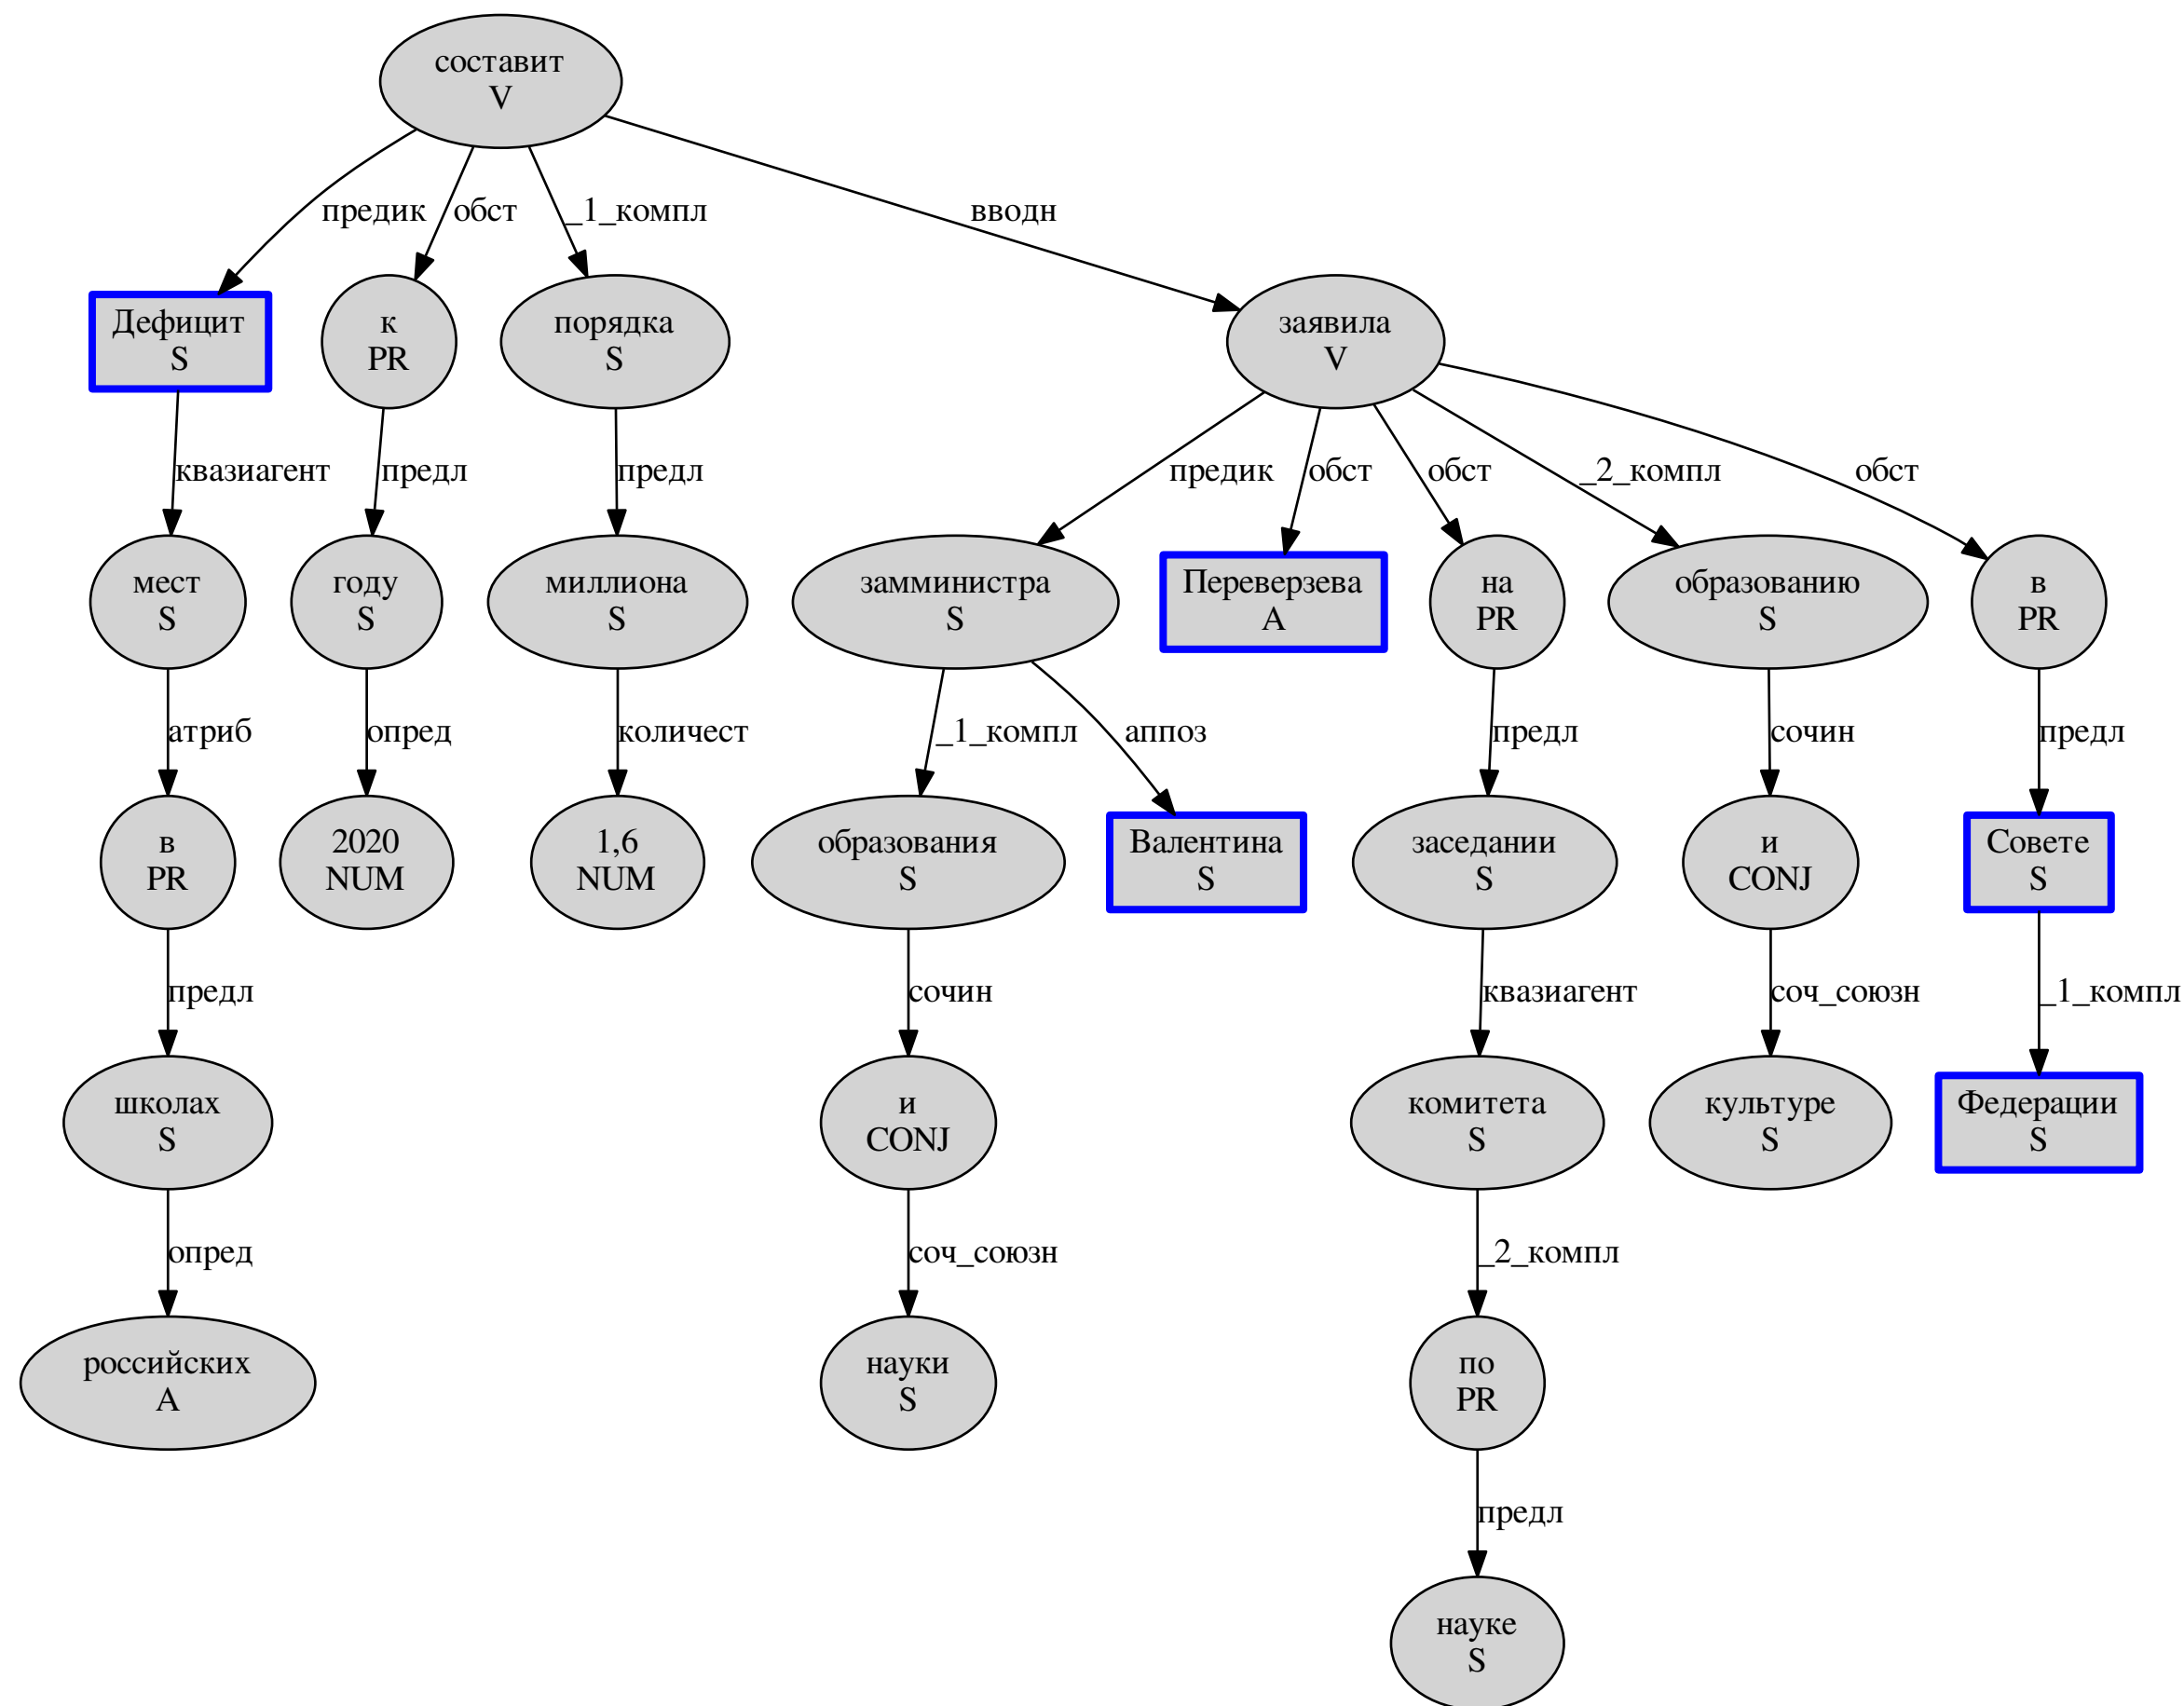 составит
V
предик
обст
_1_компл
вводн
Дефицит
S
к
PR
порядка
S
заявила
V
квазиагент
предл
предл
предик
обст
обст
_2_компл
обст
мест
S
году
S
миллиона
S
замминистра
S
Переверзева
A
на
PR
образованию
S
в
PR
атриб
опред
количест
_1_компл
аппоз
предл
сочин
предл
в
PR
2020
NUM
1,6
NUM
образования
S
Валентина
S
заседании
S
и
CONJ
Совете
S
предл
сочин
квазиагент
соч_союзн
_1_компл
школах
S
и
CONJ
комитета
S
культуре
S
Федерации
S
опред
соч_союзн
_2_компл
российских
A
науки
S
по
PR
предл
науке
S